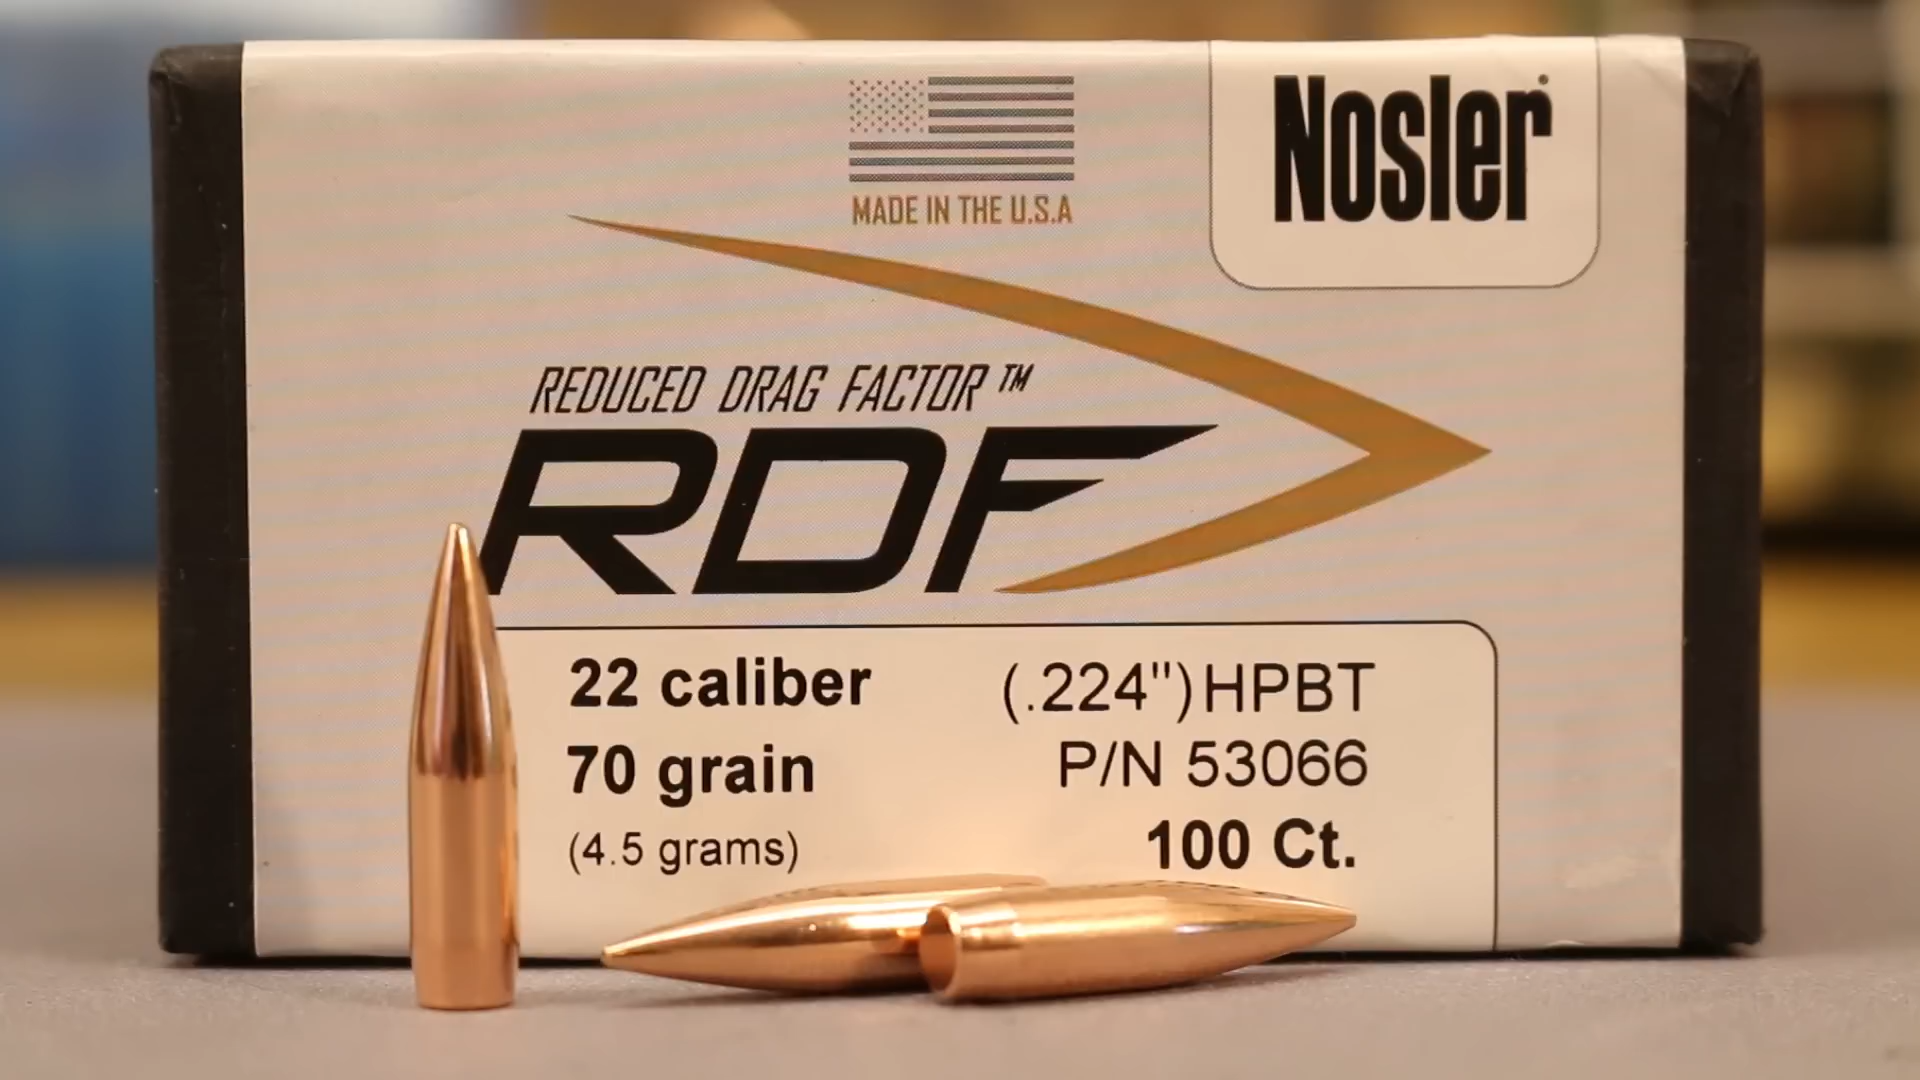 Nosler®
MADE IN THE U.S.A
REDUCED DRAG FACTOR™
RDF
22 caliber (.224")HPBT
70 grain P/N 53066
(4.5 grams) 100 Ct.